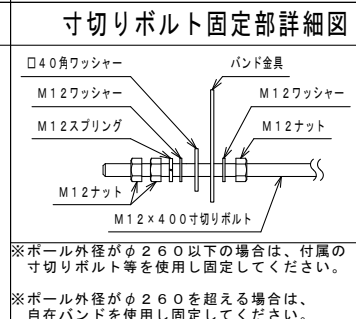 寸切りボルト固定部詳細図
□40角ワッシャー
バンド金具
M12ワッシャー
M12ワッシャー
M12スプリング
M12ナット
M12ナット
M12×400寸切りボルト
※ポール外径がφ260以下の場合は、付属の
寸切りボルト等を使用し固定してください。
※ポール外径がφ260を超える場合は、
自在バンドを使用し固定してください。